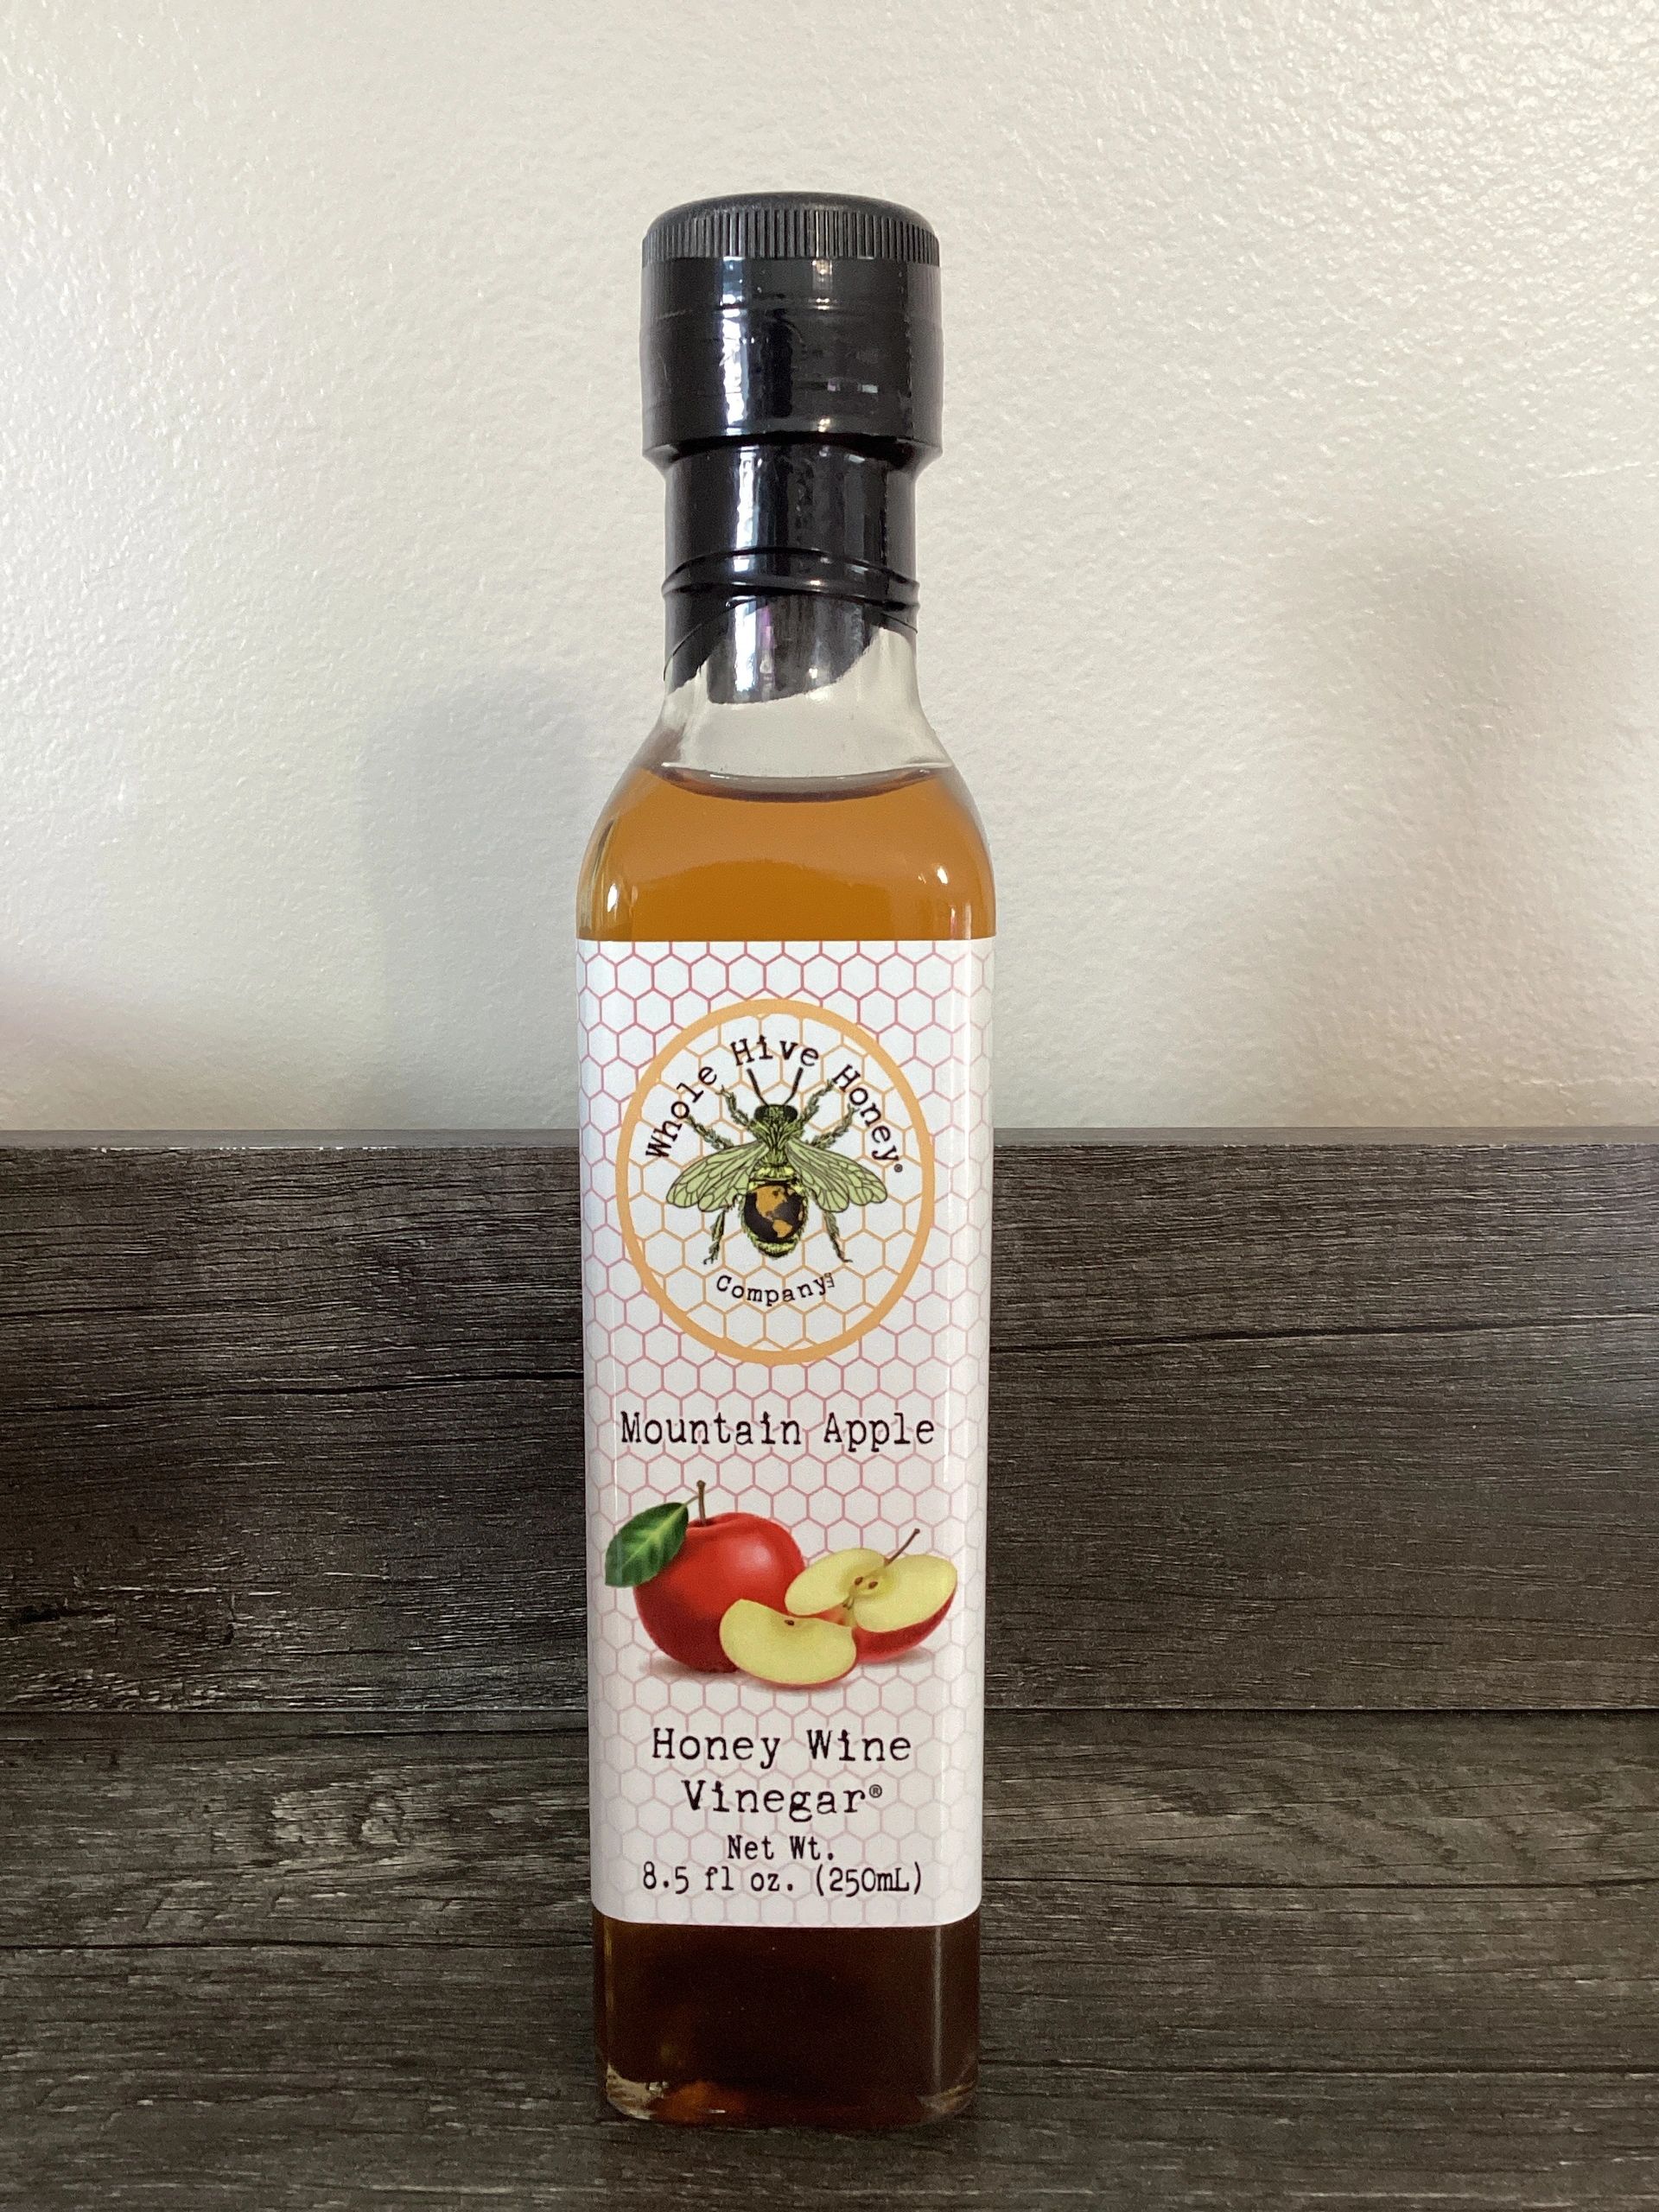 Whole Hive Honey®
Company
Mountain Apple
Honey Wine
Vinegar®
Net Wt.
8.5 fl oz. (250mL)